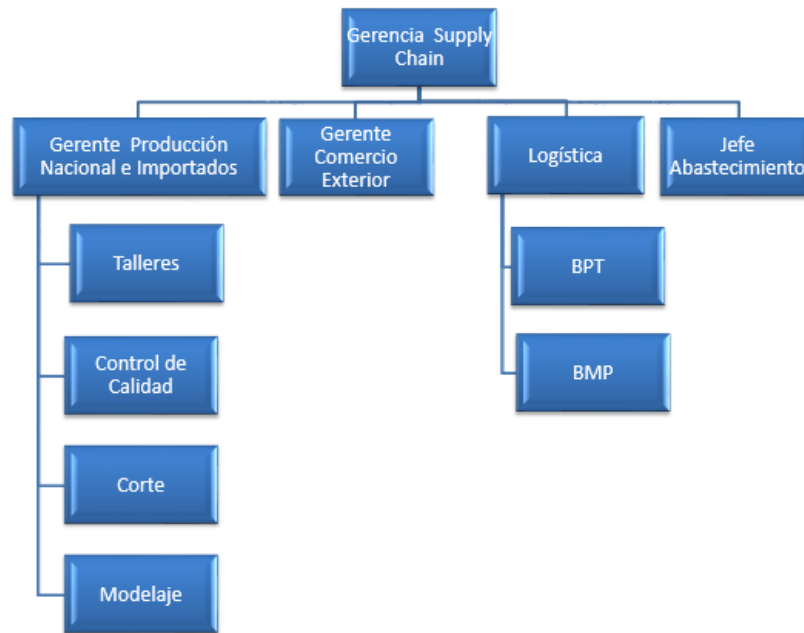 Gerencia Supply
Chain
Gerente Producción
Nacional e Importados
Gerente
Comercio
Exterior
Logística
Jefe
Abastecimiento
Talleres
BPT
Control de
Calidad
BMP
Corte
Modelaje